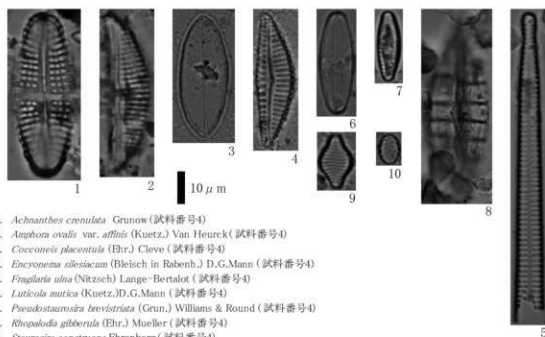 1
2
3
4
6
7
9
10
8
5
10 μm
. Achnanthes crenulata Grunow(試料番号4)
. Amphora ovalis var. affinis (Kuetz.) Van Heurck(試料番号4)
. Cocconeis placentula (Ehr.) Cleve(試料番号4)
. Encyonema silesiacum (Bleisch in Rabenh.) D.G.Mann(試料番号4)
. Fragilaria ulna (Nitzsch) Lange-Bertalot(試料番号4)
. Luticola mutica (Kuetz.)D.G.Mann(試料番号4)
. Pseudostaurosira brevistriata (Grun.) Williams & Round(試料番号4)
. Rhopalodia gibberula (Ehr.) Mueller(試料番号4)